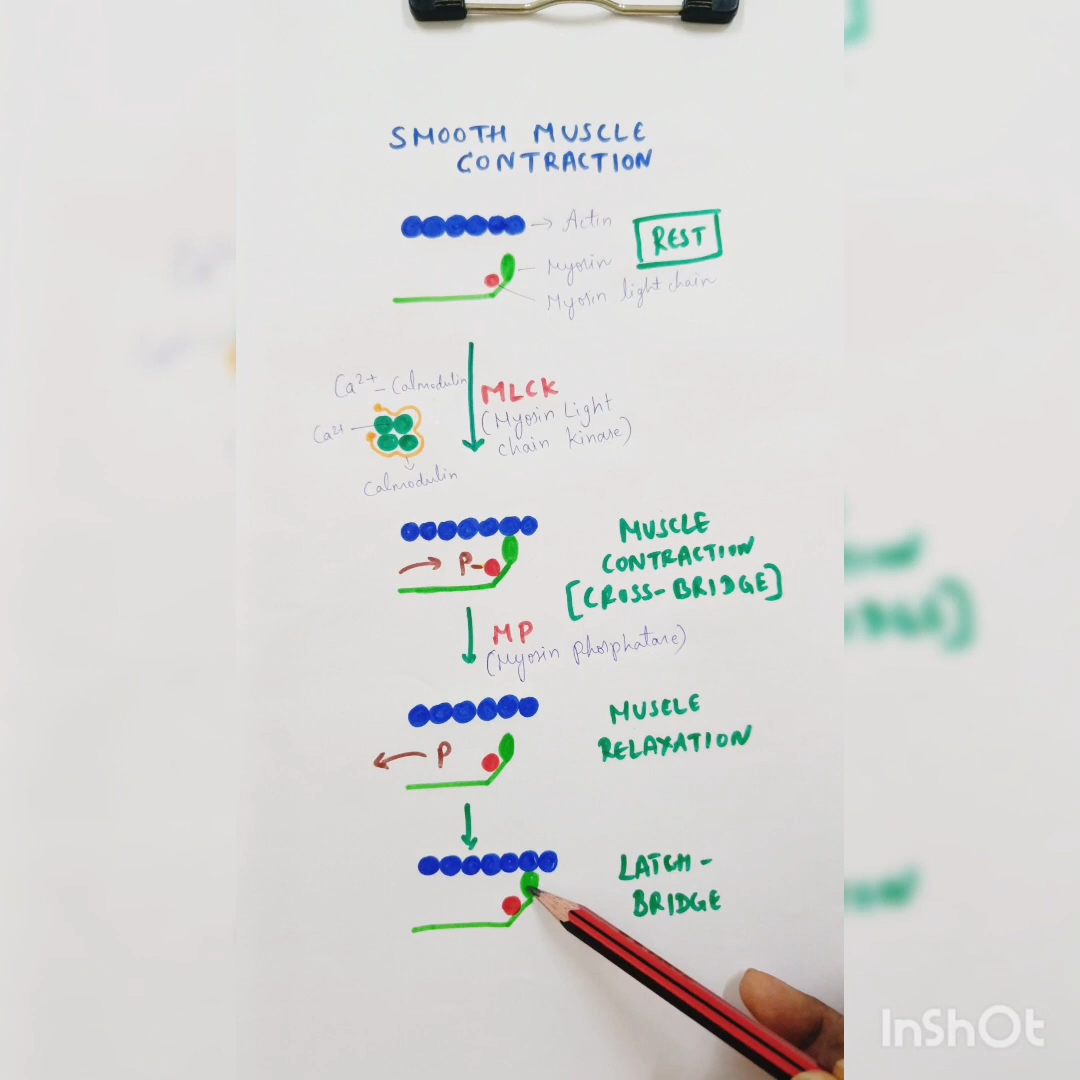 SMOOTH MUSCLE
CONTRACTION
Actin
REST
Myosin
Myosin light chain
Ca2+ - Calmodulin
MLCK
(Myosin Light
chain kinase)
Ca2+
Calmodulin
MUSCLE
CONTRACTION
[CROSS-BRIDGE]
P-
MP
(Myosin phosphatase)
MUSCLE
RELAXATION
P
LATCH-
BRIDGE
InShOt